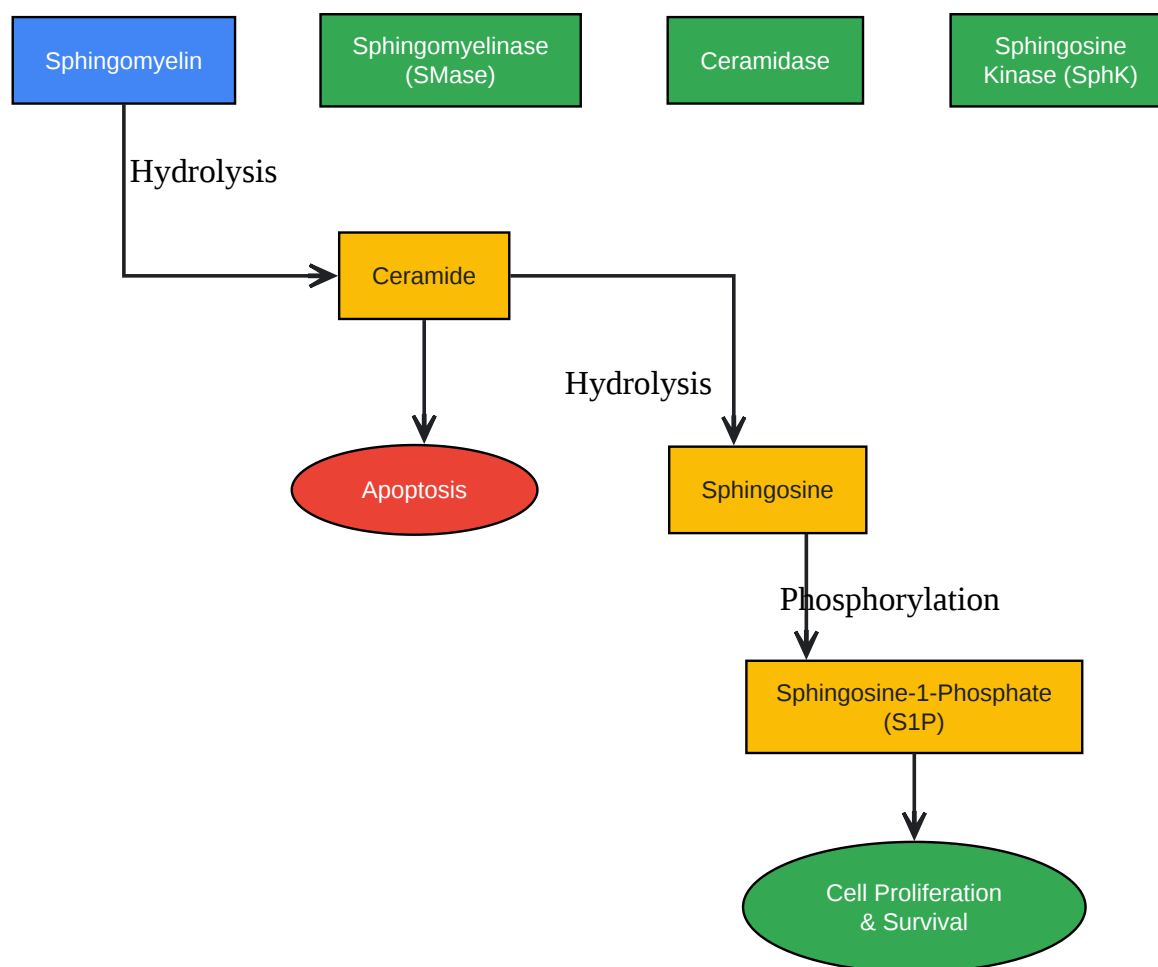 Sphingomyelin
Sphingomyelinase
(SMase)
Ceramidase
Sphingosine
Kinase (SphK)
Hydrolysis
Ceramide
Hydrolysis
Apoptosis
Sphingosine
Phosphorylation
Sphingosine-1-Phosphate
(S1P)
Cell Proliferation
& Survival